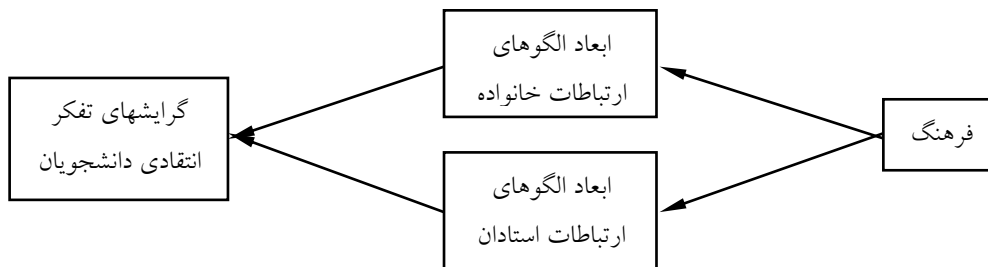 فرهنگ
ابعاد الگوهای
ارتباطات خانواده
ابعاد الگوهای
ارتباطات استادان
گرایشهای تفکر
انتقادی دانشجویان